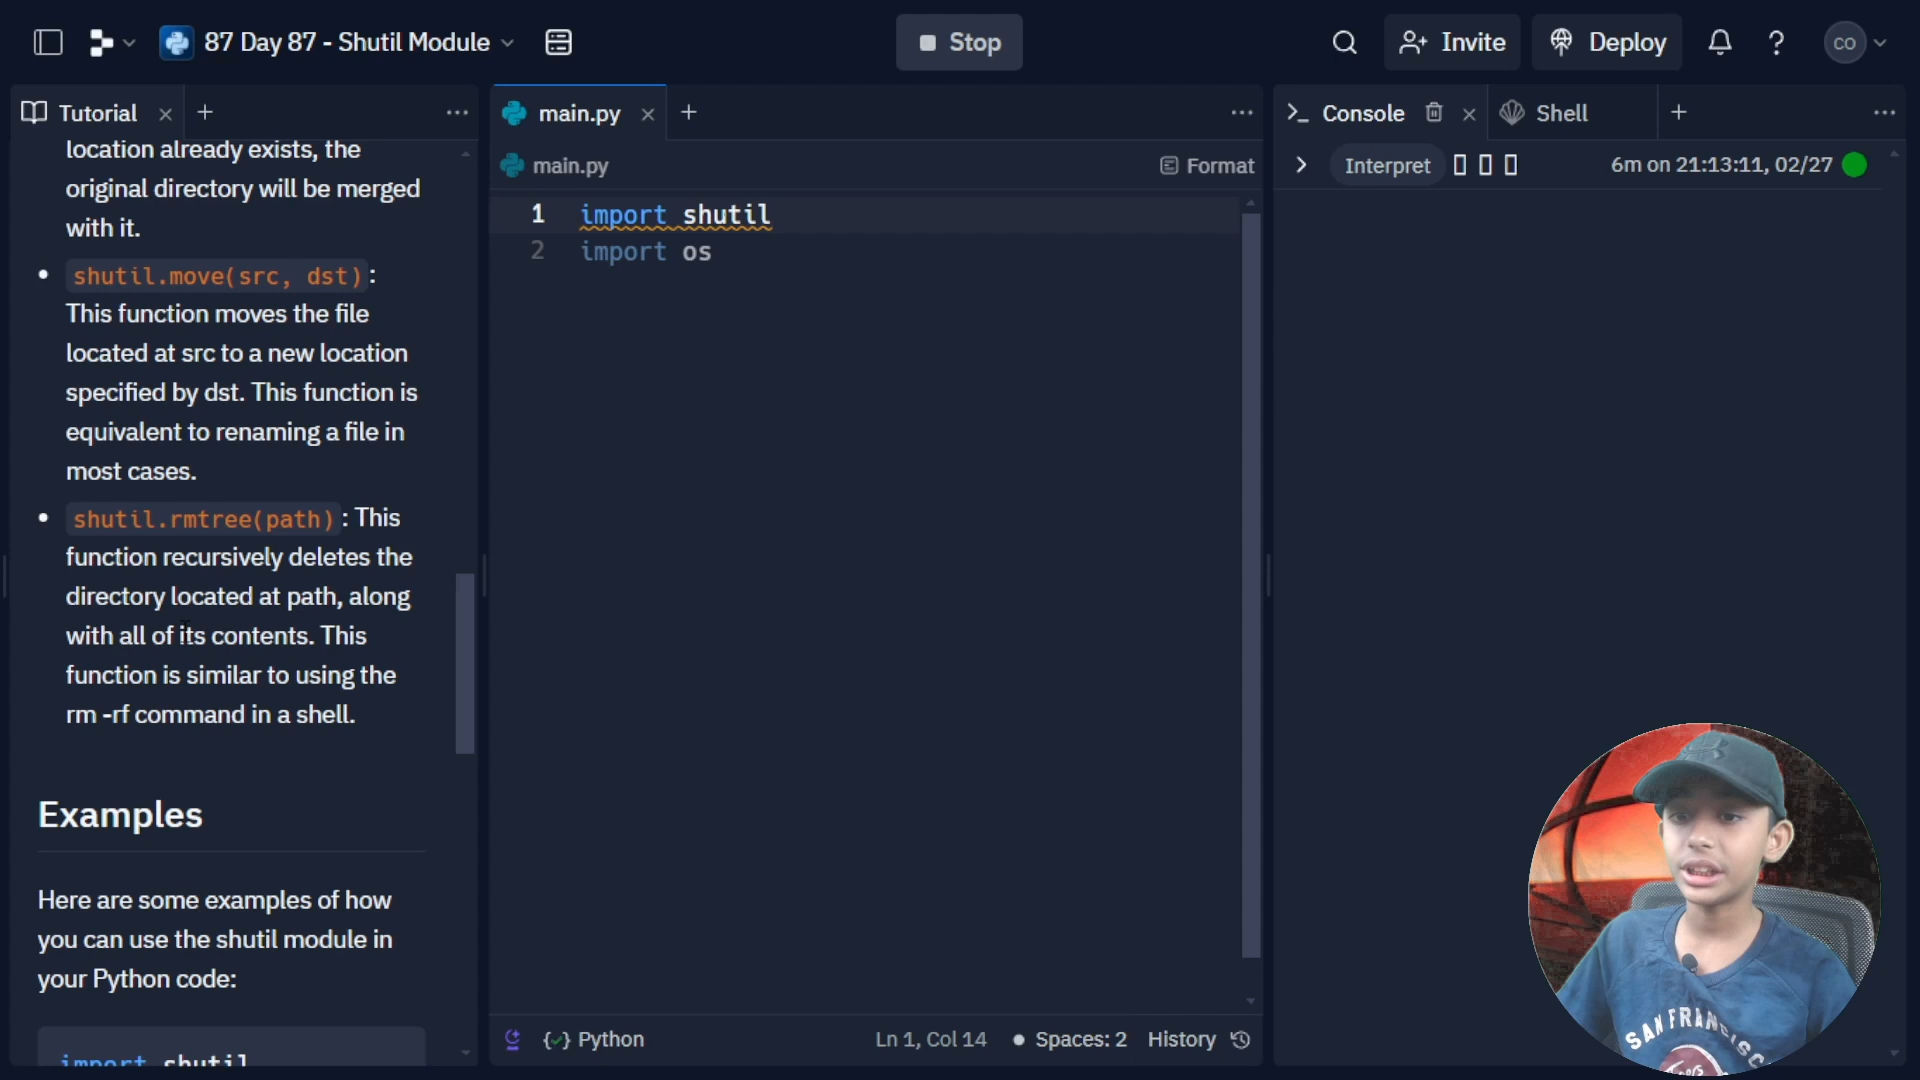 87 Day 87 - Shutil Module
Stop
Invite
Deploy
CO
Tutorial
main.py
Console
Shell
location already exists, the
original directory will be merged
with it.
shutil.move(src, dst):
This function moves the file
located at src to a new location
specified by dst. This function is
equivalent to renaming a file in
most cases.
shutil.rmtree(path): This
function recursively deletes the
directory located at path, along
with all of its contents. This
function is similar to using the
rm -rf command in a shell.
Examples
Here are some examples of how
you can use the shutil module in
your Python code:
import shutil
main.py
Format
1 import shutil
2 import os
Python
Ln 1, Col 14
Spaces: 2
History
Interpret
6m on 21:13:11, 02/27
SAN FRANCISC